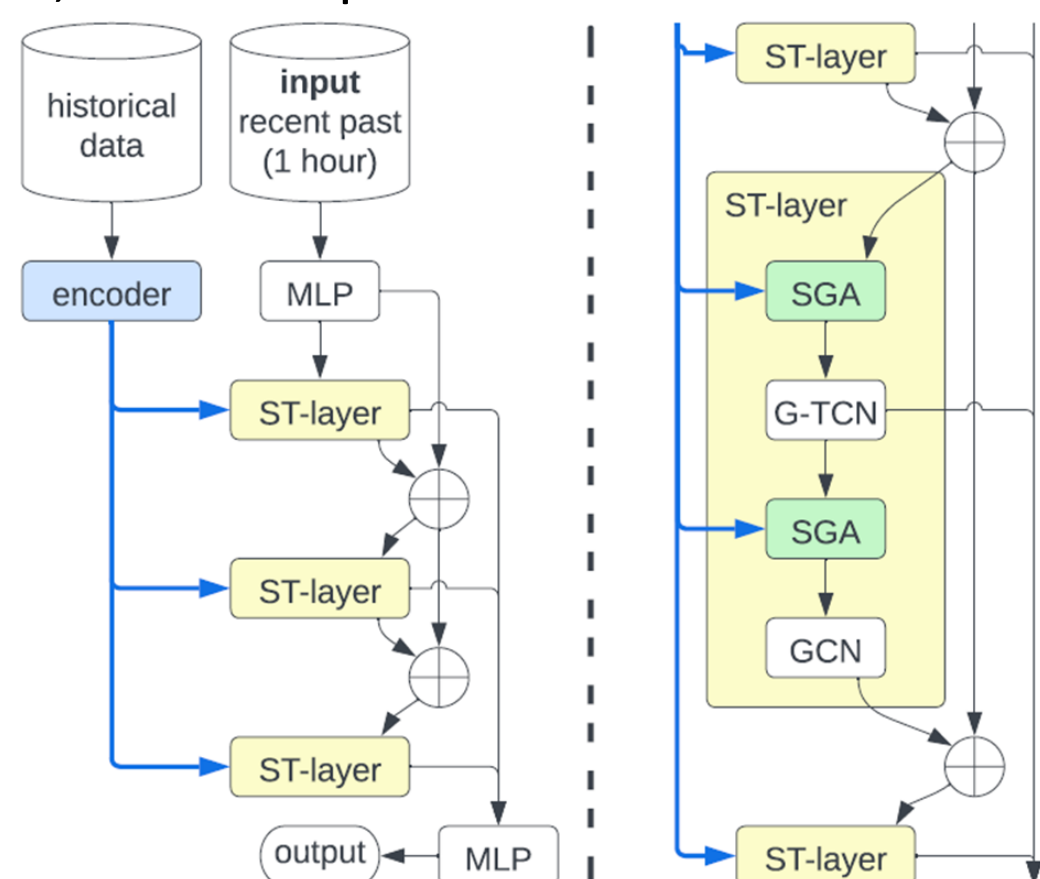 historical
data
input
recent past
(1 hour)
encoder
MLP
ST-layer
ST-layer
ST-layer
output
MLP
ST-layer
ST-layer
SGA
G-TCN
SGA
GCN
ST-layer